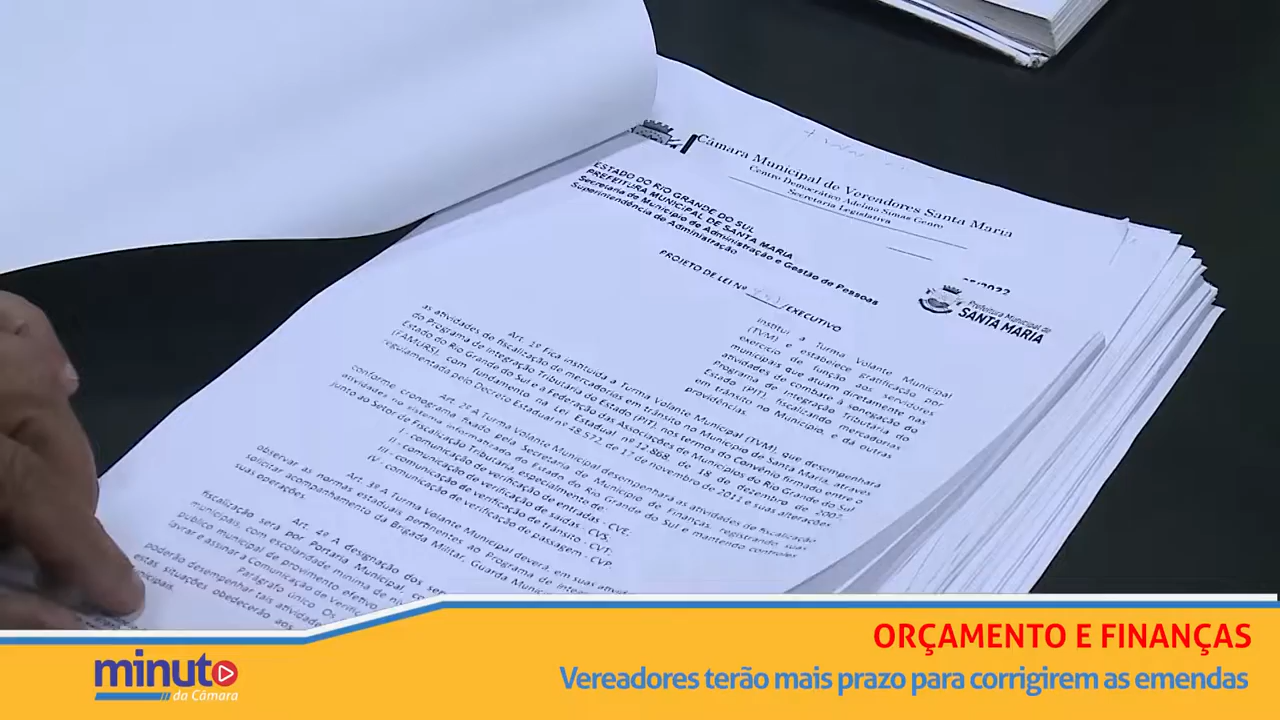 Câmara Municipal de Vereadores Santa Maria
Centro Democrático Adelmo Simas Genro
Secretaria Legislativa
ESTADO DO RIO GRANDE DO SUL
PREFEITURA MUNICIPAL DE SANTA MARIA
Secretaria de Município de Administração e Gestão de Pessoas
Superintendência de Administração
Prefeitura Municipal de
SANTA MARIA
PROJETO DE LEI Nº /EXECUTIVO
Institui a Turma Volante Municipal
(TVM) e estabelece gratificação por
exercício de função aos servidores
municipais que atuam diretamente nas
atividades de combate à sonegação do
Programa de Integração Tributária do
Estado (PIT), fiscalizando mercadorias
em trânsito no Município, e dá outras
providências.
Art. 1º Fica instituída a Turma Volante Municipal (TVM), que desempenhará
as atividades de fiscalização de mercadorias em trânsito no Município de Santa Maria, através
do Programa de Integração Tributária do Estado (PIT), nos termos do Convênio firmado entre o
Estado do Rio Grande do Sul e a Federação das Associações de Municípios do Rio Grande do Sul
(FAMURS), com fundamento na Lei Estadual nº 12.868, de 18 de dezembro de 2007,
regulamentada pelo Decreto Estadual nº 48.572, de 17 de novembro de 2011 e suas alterações.
Art. 2º A Turma Volante Municipal desempenhará as atividades de fiscalização
conforme cronograma fixado pela Secretaria de Município de Finanças, registrando suas
atividades no sistema informatizado do Estado do Rio Grande do Sul e mantendo controles
junto ao Setor de Fiscalização Tributária, especialmente de:
I - comunicação de verificação de entradas - CVE,
II - comunicação de verificação de saídas - CVS,
III - comunicação de verificação de trânsito - CVT;
IV - comunicação de verificação de passagem - CVP.
Art. 3º A Turma Volante Municipal deverá, em suas ativid
observar as normas estaduais pertinentes ao Programa de Integr
solicitar acompanhamento da Brigada Militar, Guarda Munici
suas operações.
Art. 4º A designação dos ser
fiscalização será por Portaria Municipal, co
municipais, com escolaridade mínima de ní
público municipal de provimento efetivo
lavrar e assinar a Comunicação de Verific
Parágrafo único. Os
poderão desempenhar tais atividade
estas situações obedecerão aos
nicipais.
ORÇAMENTO E FINANÇAS
Vereadores terão mais prazo para corrigirem as emendas
minuto
da Câmara